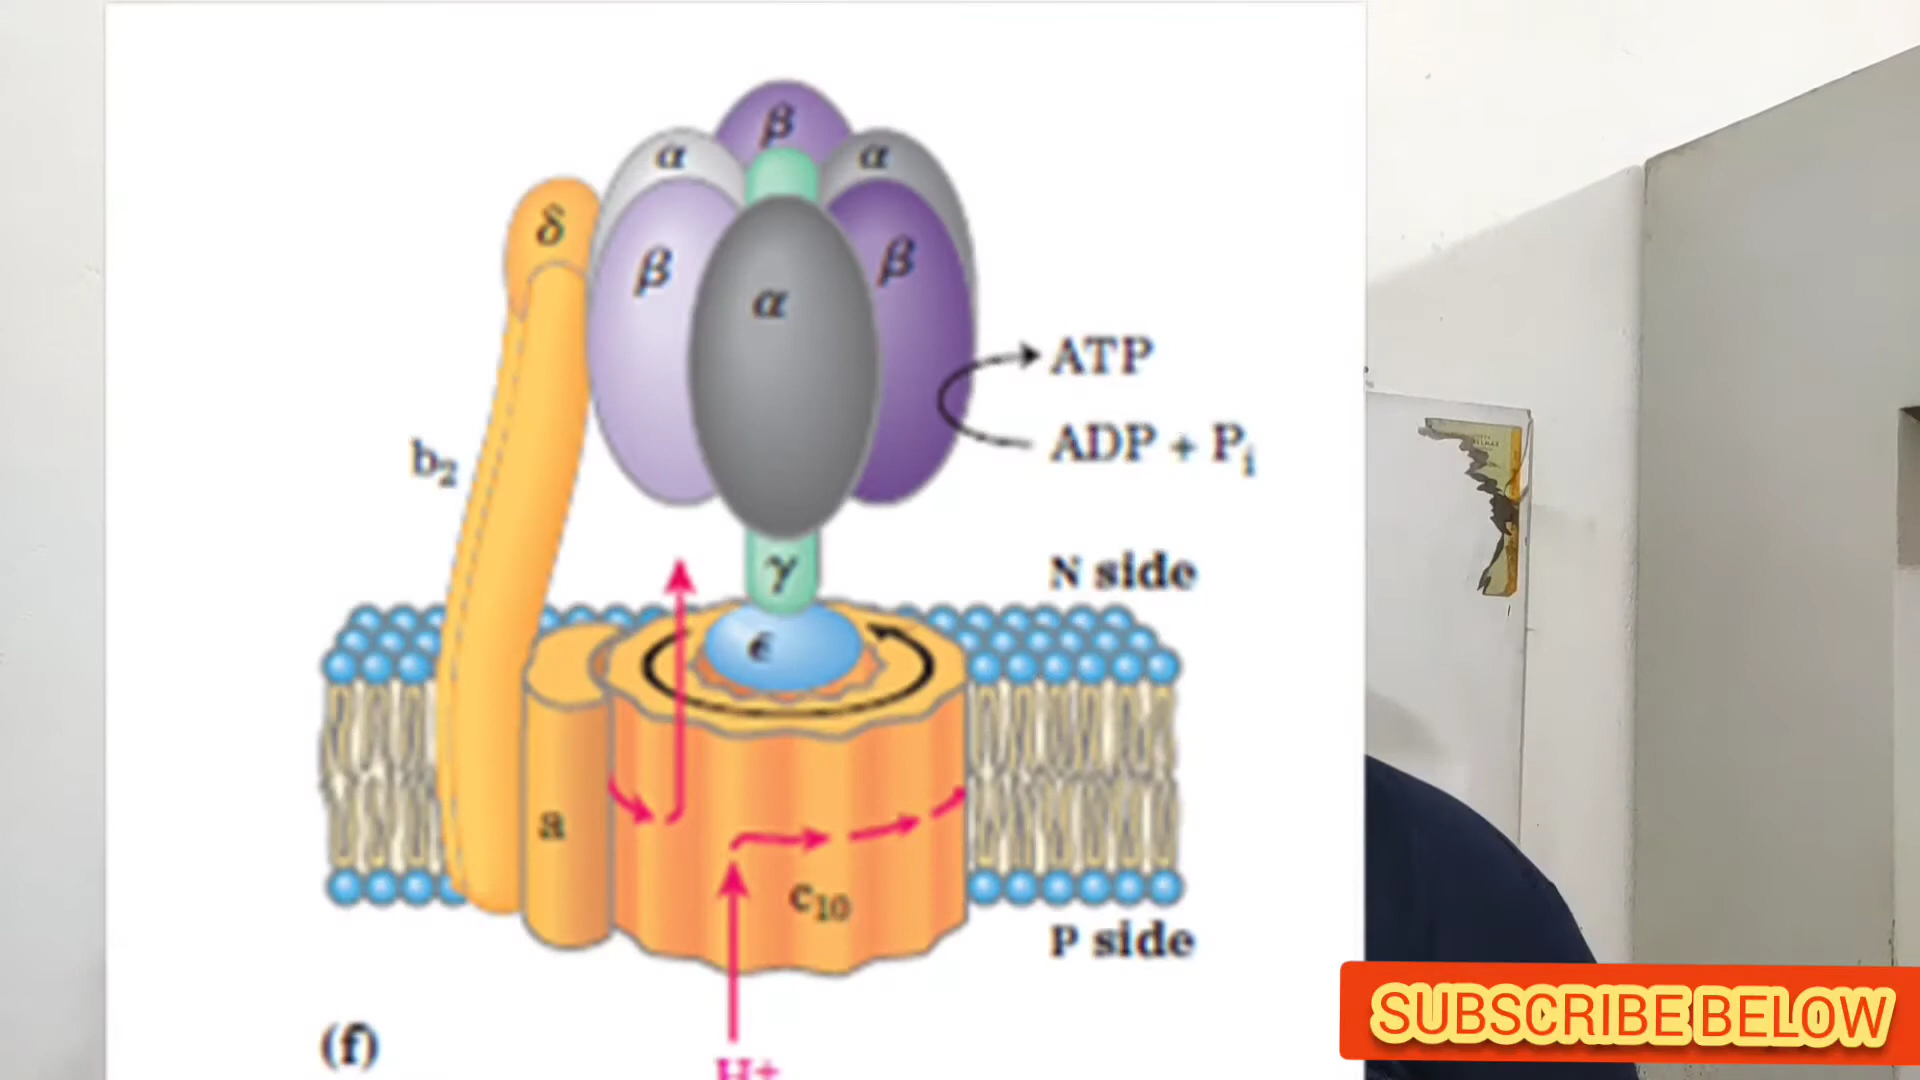 β
α α
δ
β β
α
ATP
b₂
ADP + Pᵢ
γ
N side
ϵ
a
c₁₀
P side
SUBSCRIBE BELOW
(f)
H⁺